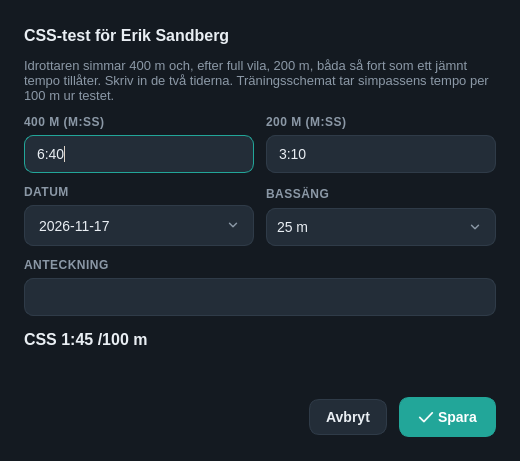 CSS-test för Erik Sandberg
Idrottaren simmar 400 m och, efter full vila, 200 m, båda så fort som ett jämnt
tempo tillåter. Skriv in de två tiderna. Träningsschemat tar simpassens tempo per
100 m ur testet.
400 M (M:SS)
200 M (M:SS)
6:40
3:10
DATUM
BASSÄNG
2026-11-17
25 m
ANTECKNING
CSS 1:45 /100 m
Avbryt
Spara